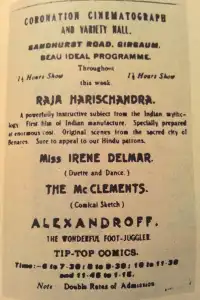 CORONATION CINEMATOGRAPH
AND VARIETY HALL.
SANDHURST ROAD, GIRGAUM.
BEAU IDEAL PROGRAMME.
Throughout
1½ Hours Show 1½ Hours Show
this week.
RAJA HARISCHANDRA.
A powerfully instructive subject from the Indian mytho-
logy. First film of Indian manufacture. Specially prepared
at enormous cost. Original scenes from the sacred city of
Benares. Sure to appeal to our Hindu patrons.
Miss IRENE DELMAR.
(Duette and Dance.)
THE McCLEMENTS.
(Comical Sketch)
ALEXANDROFF.
THE WONDERFUL FOOT-JUGGLER.
TIP-TOP COMICS.
Time:—6 to 7-30; 8 to 9-30; 10 to 11-30
and 11-45 to 1-15.
Note Double Rates of Admission.